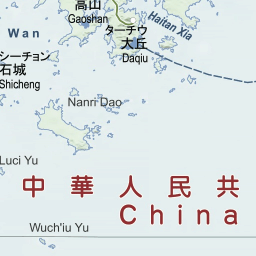 高山
Gaoshan
ターチウ
大丘
Daqiu
Haitan Xia
Wan
シーチョン
石城
Shicheng
Nanri Dao
Luci Yu
中華人民共
China
Wuch'iu Yu